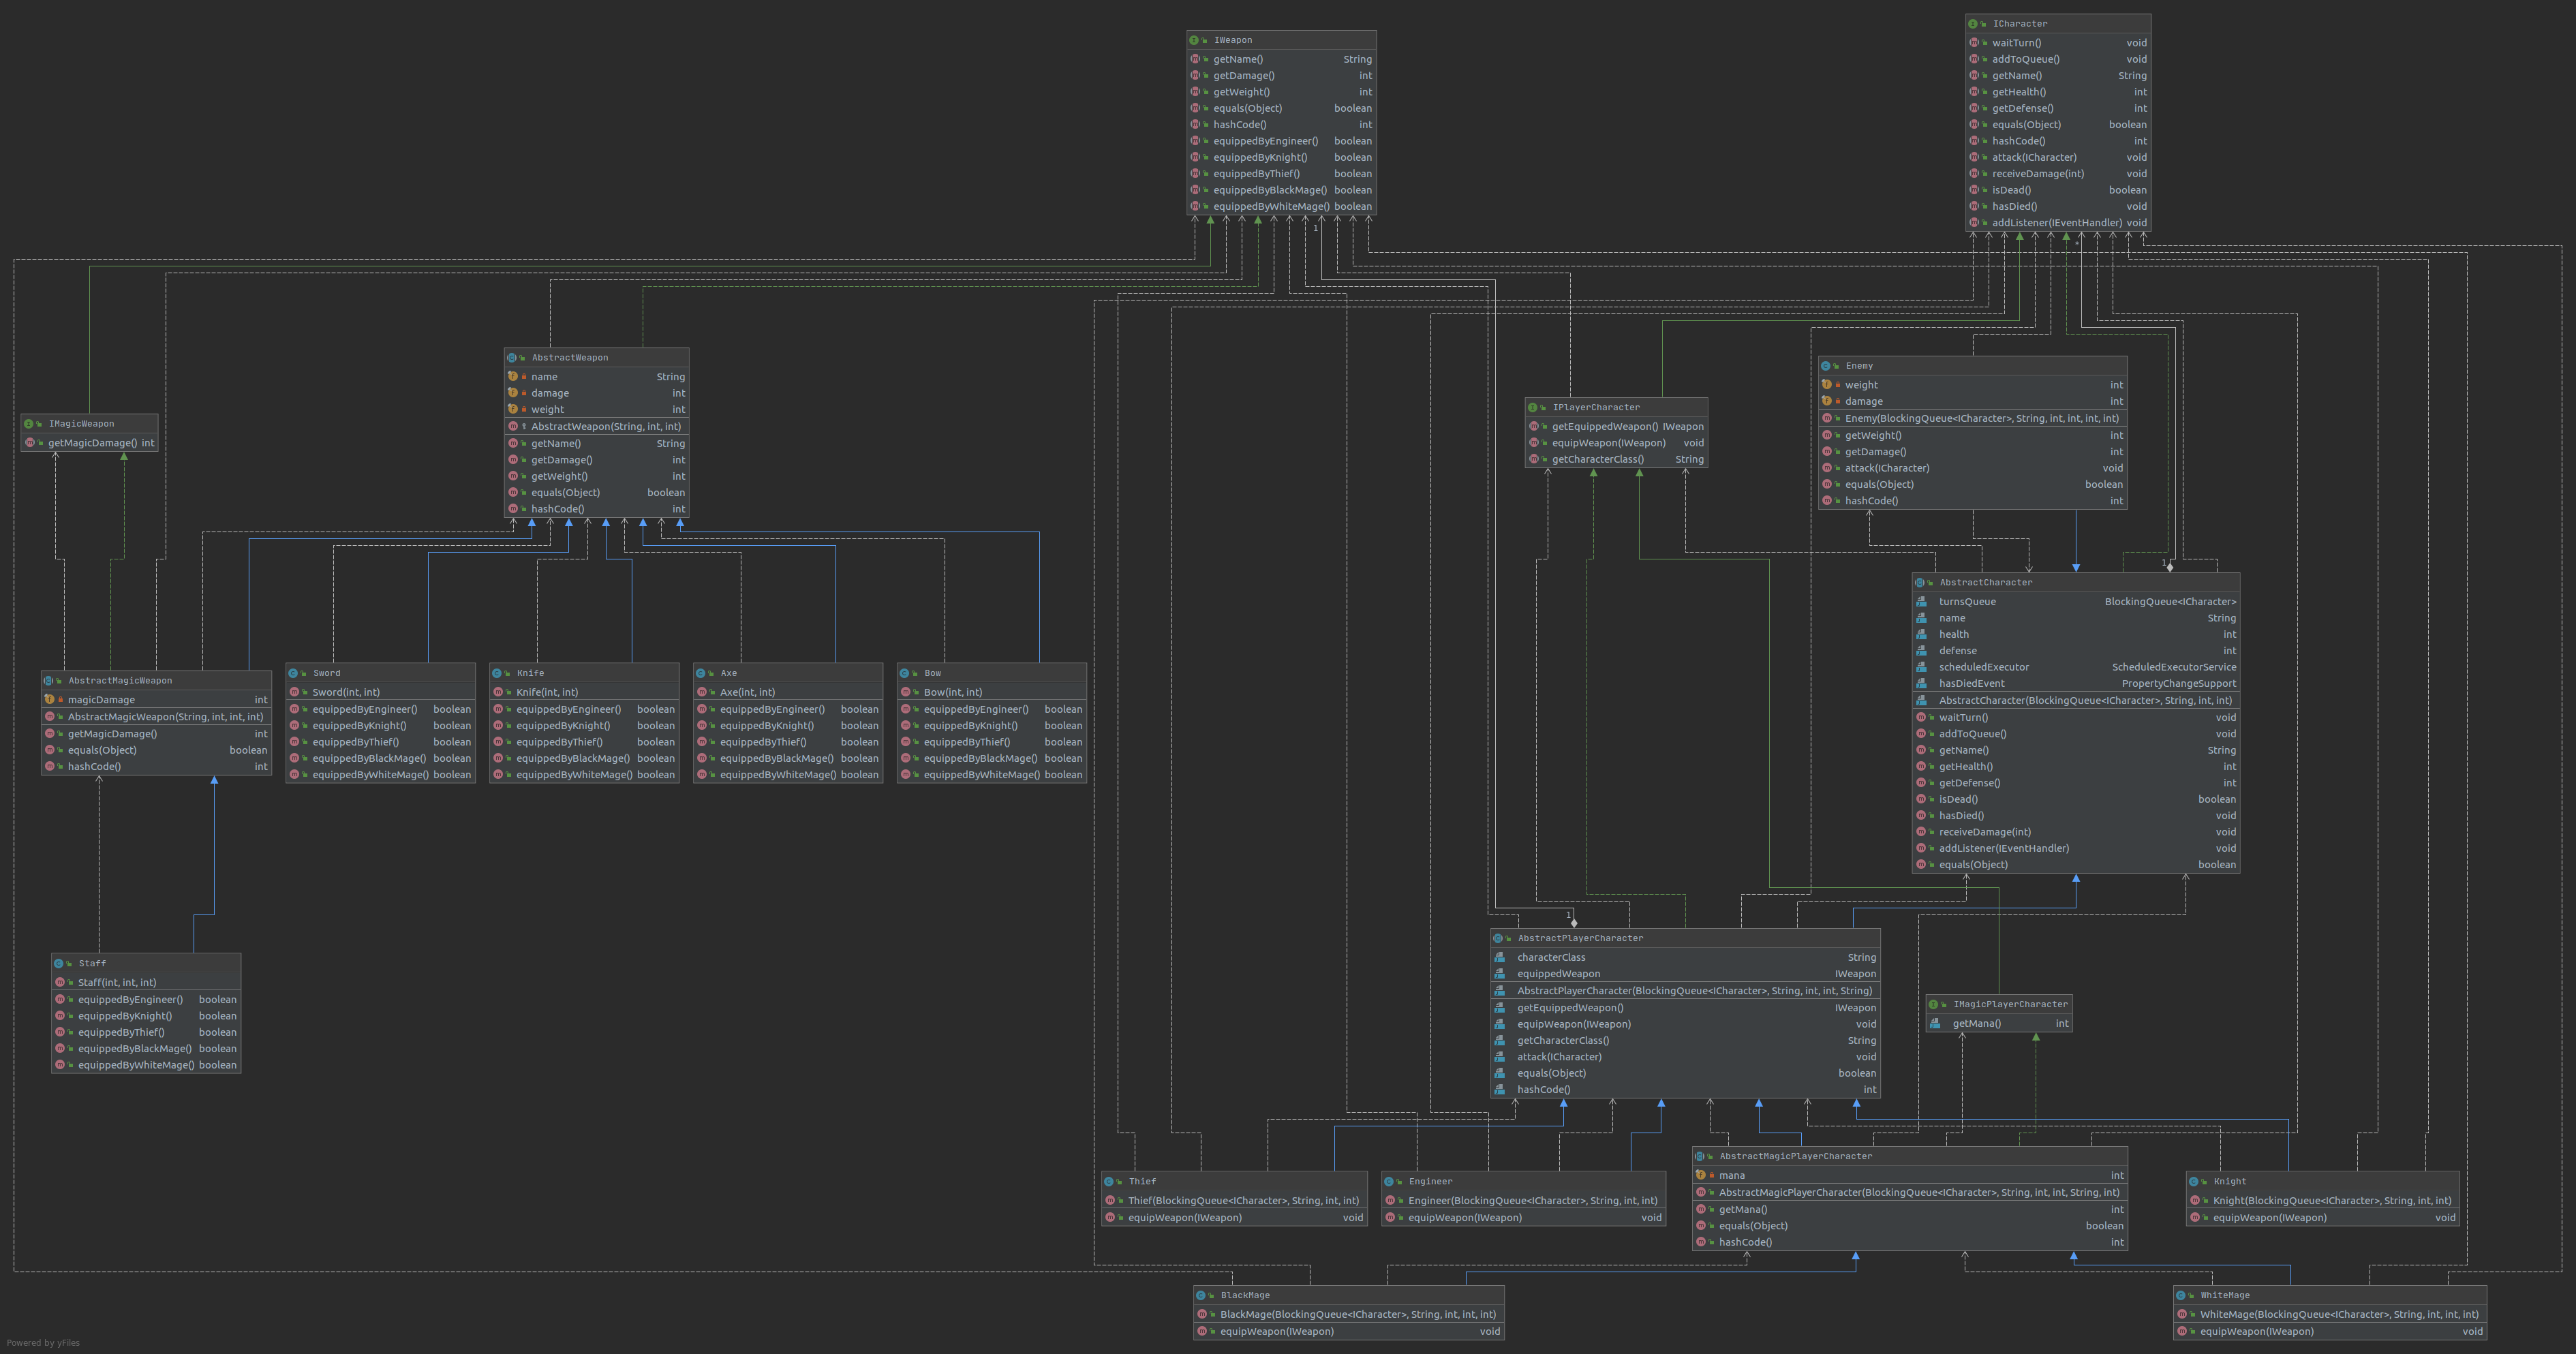 IWeapon
getName() String
getDamage() int
getWeight() int
equals(Object) boolean
hashCode() int
equippedByEngineer() boolean
equippedByKnight() boolean
equippedByThief() boolean
equippedByBlackMage() boolean
equippedByWhiteMage() boolean
1
ICharacter
waitTurn() void
addToQueue() void
getName() String
getHealth() int
getDefense() int
equals(Object) boolean
hashCode() int
attack(ICharacter) void
receiveDamage(int) void
isDead() boolean
hasDied() void
addListener(IEventHandler) void
*
IMagicWeapon
getMagicDamage() int
AbstractWeapon
name String
damage int
weight int
AbstractWeapon(String, int, int)
getName() String
getDamage() int
getWeight() int
equals(Object) boolean
hashCode() int
IPlayerCharacter
getEquippedWeapon() IWeapon
equipWeapon(IWeapon) void
getCharacterClass() String
Enemy
weight int
damage int
Enemy(BlockingQueue<ICharacter>, String, int, int, int, int)
getWeight() int
getDamage() int
attack(ICharacter) void
equals(Object) boolean
hashCode() int
1
AbstractCharacter
turnsQueue BlockingQueue<ICharacter>
name String
health int
defense int
scheduledExecutor ScheduledExecutorService
hasDiedEvent PropertyChangeSupport
AbstractCharacter(BlockingQueue<ICharacter>, String, int, int)
waitTurn() void
addToQueue() void
getName() String
getHealth() int
getDefense() int
isDead() boolean
hasDied() void
receiveDamage(int) void
addListener(IEventHandler) void
equals(Object) boolean
AbstractMagicWeapon
magicDamage int
AbstractMagicWeapon(String, int, int, int)
getMagicDamage() int
equals(Object) boolean
hashCode() int
Sword
Sword(int, int)
equippedByEngineer() boolean
equippedByKnight() boolean
equippedByThief() boolean
equippedByBlackMage() boolean
equippedByWhiteMage() boolean
Knife
Knife(int, int)
equippedByEngineer() boolean
equippedByKnight() boolean
equippedByThief() boolean
equippedByBlackMage() boolean
equippedByWhiteMage() boolean
Axe
Axe(int, int)
equippedByEngineer() boolean
equippedByKnight() boolean
equippedByThief() boolean
equippedByBlackMage() boolean
equippedByWhiteMage() boolean
Bow
Bow(int, int)
equippedByEngineer() boolean
equippedByKnight() boolean
equippedByThief() boolean
equippedByBlackMage() boolean
equippedByWhiteMage() boolean
Staff
Staff(int, int, int)
equippedByEngineer() boolean
equippedByKnight() boolean
equippedByThief() boolean
equippedByBlackMage() boolean
equippedByWhiteMage() boolean
1
AbstractPlayerCharacter
characterClass String
equippedWeapon IWeapon
AbstractPlayerCharacter(BlockingQueue<ICharacter>, String, int, int, String)
getEquippedWeapon() IWeapon
equipWeapon(IWeapon) void
getCharacterClass() String
attack(ICharacter) void
equals(Object) boolean
hashCode() int
IMagicPlayerCharacter
getMana() int
Thief
Thief(BlockingQueue<ICharacter>, String, int, int)
equipWeapon(IWeapon) void
Engineer
Engineer(BlockingQueue<ICharacter>, String, int, int)
equipWeapon(IWeapon) void
AbstractMagicPlayerCharacter
mana int
AbstractMagicPlayerCharacter(BlockingQueue<ICharacter>, String, int, int, String, int)
getMana() int
equals(Object) boolean
hashCode() int
Knight
Knight(BlockingQueue<ICharacter>, String, int, int)
equipWeapon(IWeapon) void
BlackMage
BlackMage(BlockingQueue<ICharacter>, String, int, int, int)
equipWeapon(IWeapon) void
WhiteMage
WhiteMage(BlockingQueue<ICharacter>, String, int, int, int)
equipWeapon(IWeapon) void
Powered by yFiles